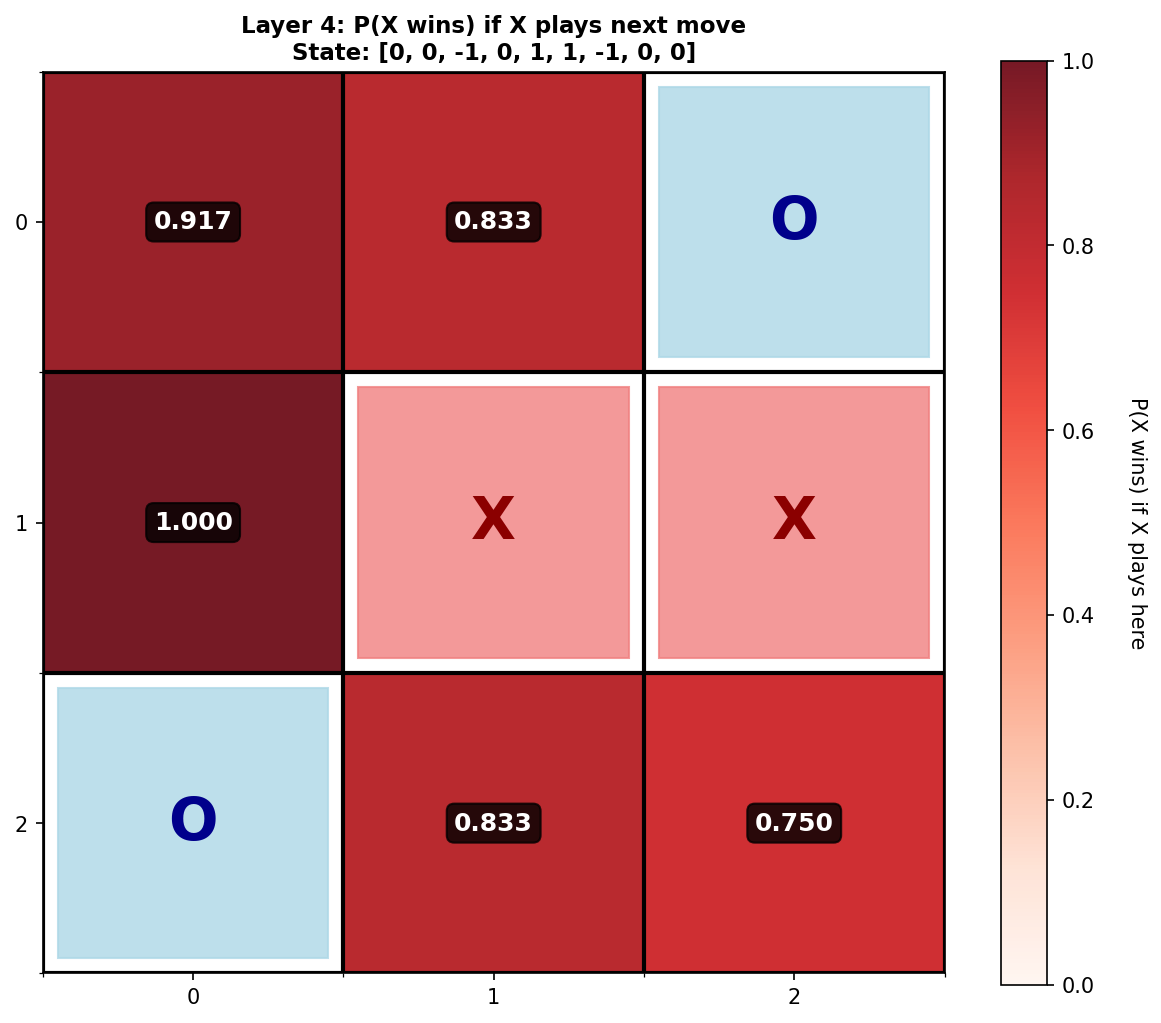 Layer 4: P(X wins) if X plays next move
State: [0, 0, -1, 0, 1, 1, -1, 0, 0]
0
0.917
0.833
O
1
1.000
X
X
2
O
0.833
0.750
0
1
2
1.0
0.8
0.6
0.4
0.2
0.0
P(X wins) if X plays here